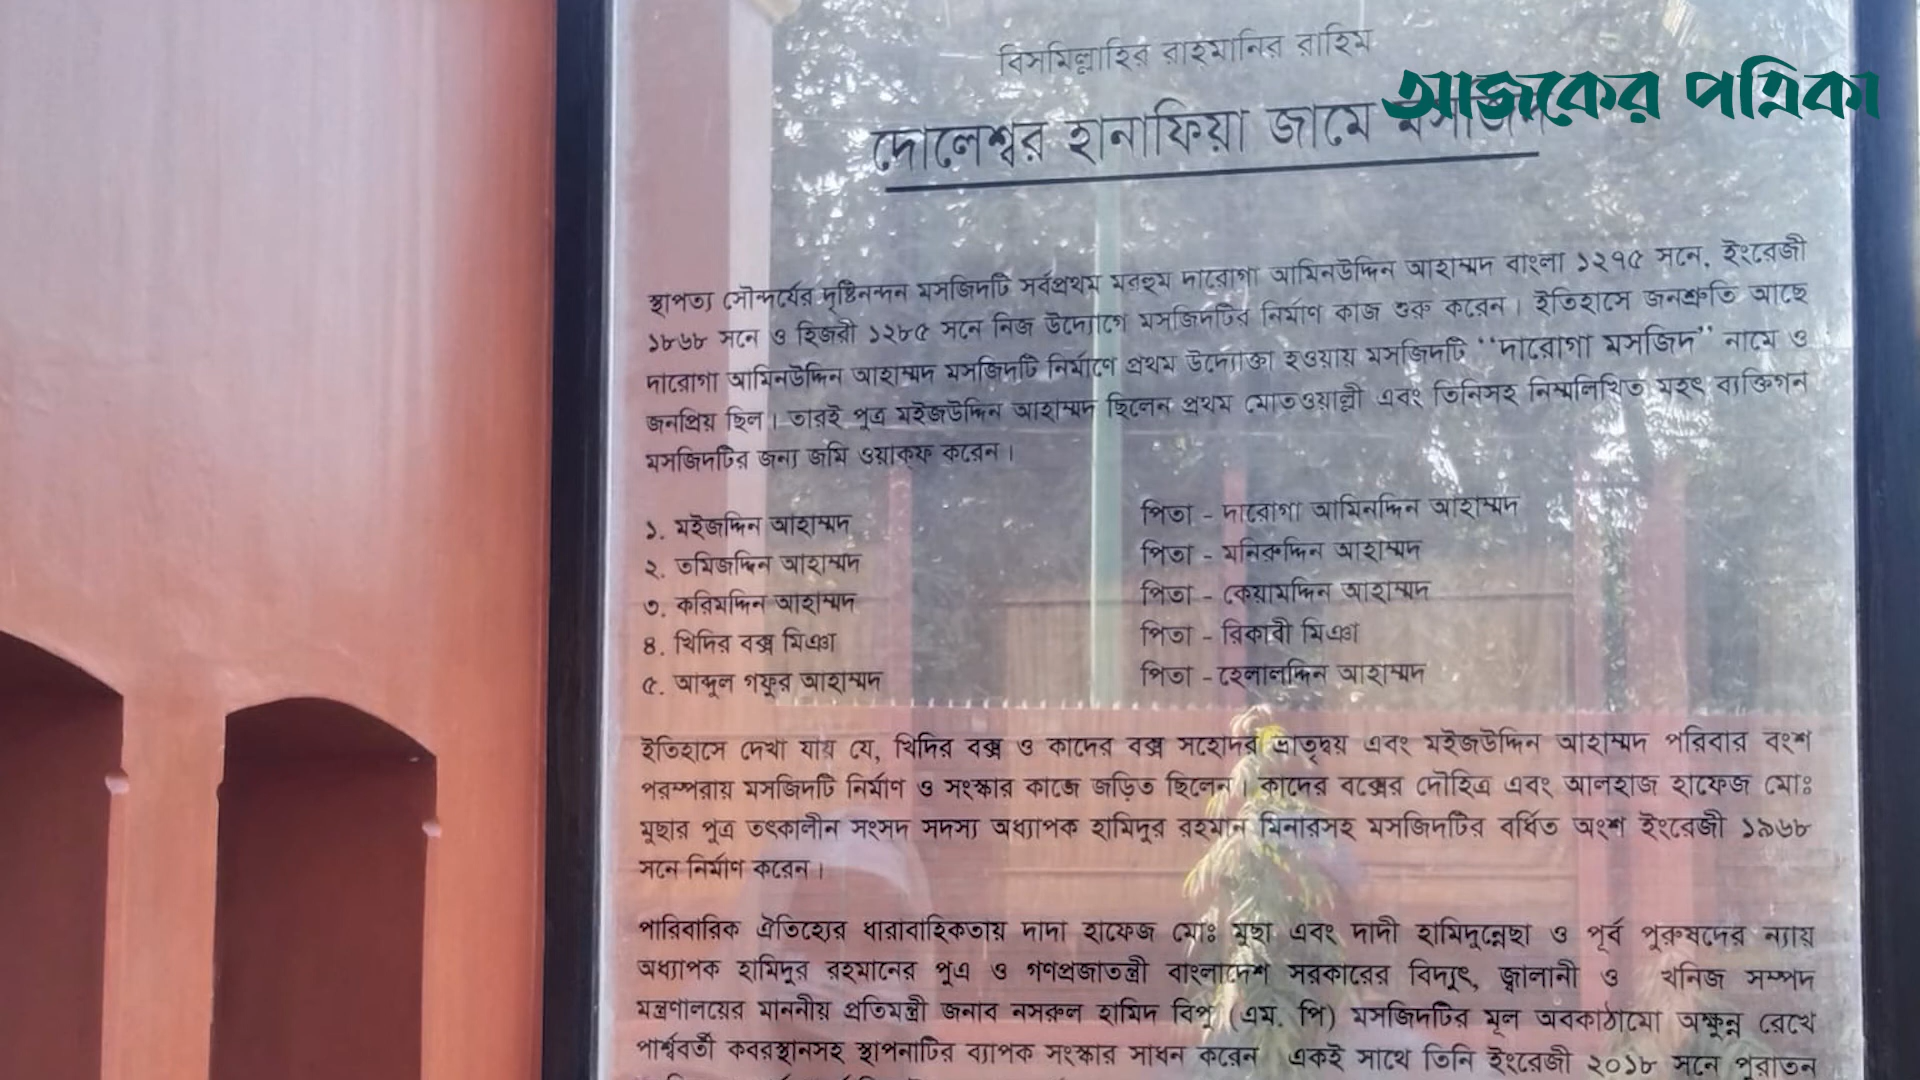 বিসমিল্লাহির রাহমানির রাহিম
আজকের পত্রিকা
দোলেশ্বর হানাফিয়া জামে মসজিদ
স্থাপত্য সৌন্দর্যের দৃষ্টিনন্দন মসজিদটি সর্বপ্রথম মরহুম দারোগা আমিনউদ্দিন আহাম্মদ বাংলা ১২৭৫ সনে, ইংরেজী
১৮৬৮ সনে ও হিজরী ১২৮৫ সনে নিজ উদ্যোগে মসজিদটির নির্মাণ কাজ শুরু করেন। ইতিহাসে জনশ্রুতি আছে
দারোগা আমিনউদ্দিন আহাম্মদ মসজিদটি নির্মাণে প্রথম উদ্যোক্তা হওয়ায় মসজিদটি ‘‘দারোগা মসজিদ’’ নামে ও
জনপ্রিয় ছিল। তারই পুত্র মইজউদ্দিন আহাম্মদ ছিলেন প্রথম মোতওয়াল্লী এবং তিনিসহ নিম্মলিখিত মহৎ ব্যক্তিগন
মসজিদটির জন্য জমি ওয়াক্ফ করেন।
১. মইজদ্দিন আহাম্মদ পিতা - দারোগা আমিনদ্দিন আহাম্মদ
২. তমিজদ্দিন আহাম্মদ পিতা - মনিরুদ্দিন আহাম্মদ
৩. করিমদ্দিন আহাম্মদ পিতা - কেয়ামদ্দিন আহাম্মদ
৪. খিদির বক্স মিঞা পিতা - রিকাবী মিঞা
৫. আব্দুল গফুর আহাম্মদ পিতা - হেলালদ্দিন আহাম্মদ
ইতিহাসে দেখা যায় যে, খিদির বক্স ও কাদের বক্স সহোদর ভ্রাতৃদ্বয় এবং মইজউদ্দিন আহাম্মদ পরিবার বংশ
পরম্পরায় মসজিদটি নির্মাণ ও সংস্কার কাজে জড়িত ছিলেন। কাদের বক্সের দৌহিত্র এবং আলহাজ হাফেজ মোঃ
মুছার পুত্র তৎকালীন সংসদ সদস্য অধ্যাপক হামিদুর রহমান মিনারসহ মসজিদটির বর্ধিত অংশ ইংরেজী ১৯৬৮
সনে নির্মাণ করেন।
পারিবারিক ঐতিহ্যের ধারাবাহিকতায় দাদা হাফেজ মোঃ মুছা এবং দাদী হামিদুন্নেছা ও পূর্ব পুরুষদের ন্যায়
অধ্যাপক হামিদুর রহমানের পুএ ও গণপ্রজাতন্ত্রী বাংলাদেশ সরকারের বিদ্যুৎ, জ্বালানী ও খনিজ সম্পদ
মন্ত্রণালয়ের মাননীয় প্রতিমন্ত্রী জনাব নসরুল হামিদ বিপু (এম. পি) মসজিদটির মূল অবকাঠামো অক্ষুন্ন রেখে
পার্শ্ববর্তী কবরস্থানসহ স্থাপনাটির ব্যাপক সংস্কার সাধন করেন একই সাথে তিনি ইংরেজী ২০১৮ সনে পুরাতন